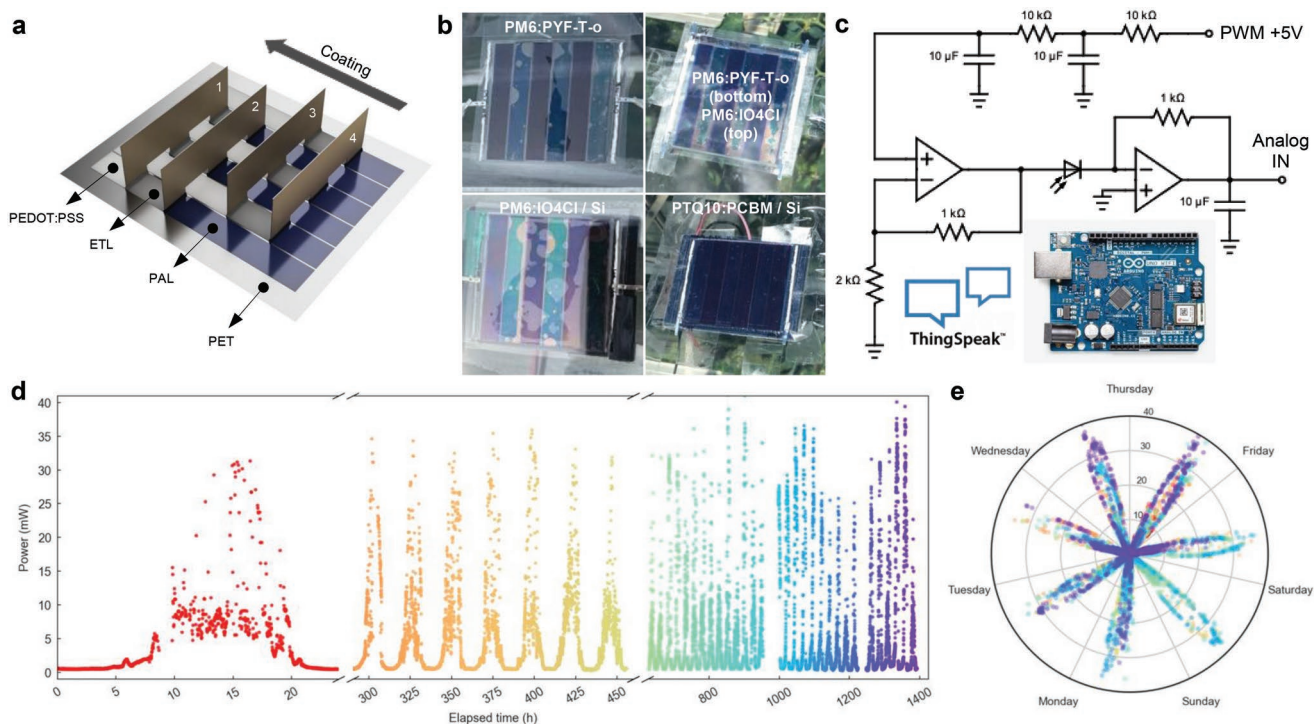 a
Coating
1
2
3
4
PEDOT:PSS
ETL
PAL
PET
b
PM6:PYF-T-o
PM6:PYF-T-o
(bottom)
PM6:IO4Cl
(top)
PM6:IO4Cl / Si
PTQ10:PCBM / Si
c
10 kΩ
10 kΩ
PWM +5V
10 µF
10 µF
1 kΩ
Analog
IN
+
−
−
+
10 µF
1 kΩ
2 kΩ
ThingSpeak™
ARDUINO
d
40
35
30
25
20
15
10
5
0
Power (mW)
0
5
10
15
20
300
325
350
375
400
425
450
800
1000
1200
1400
Elapsed time (h)
e
Thursday
Wednesday
Friday
Tuesday
Saturday
Monday
Sunday
40
30
20
10